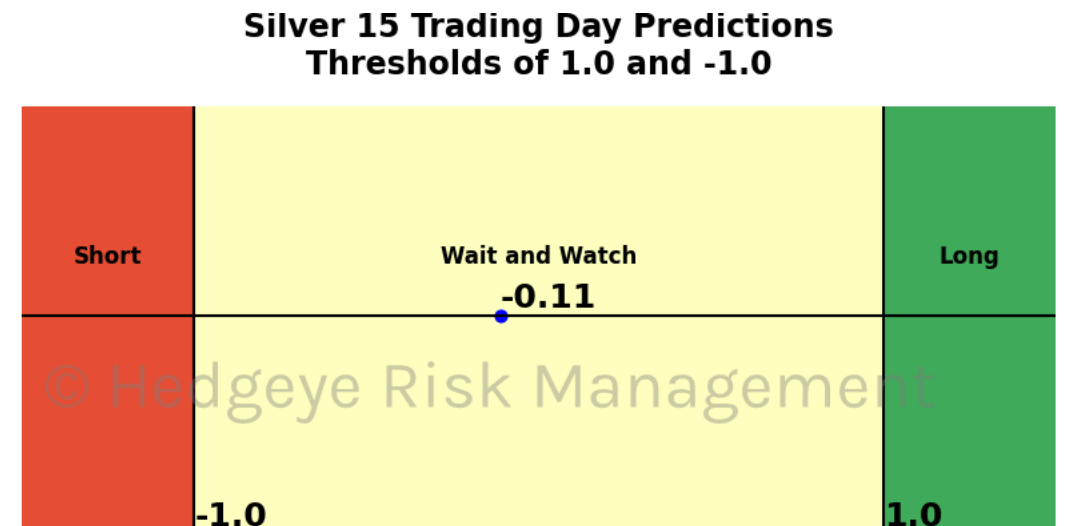 Silver 15 Trading Day Predictions
Thresholds of 1.0 and -1.0
Short Wait and Watch Long
-0.11
© Hedgeye Risk Management
-1.0 1.0